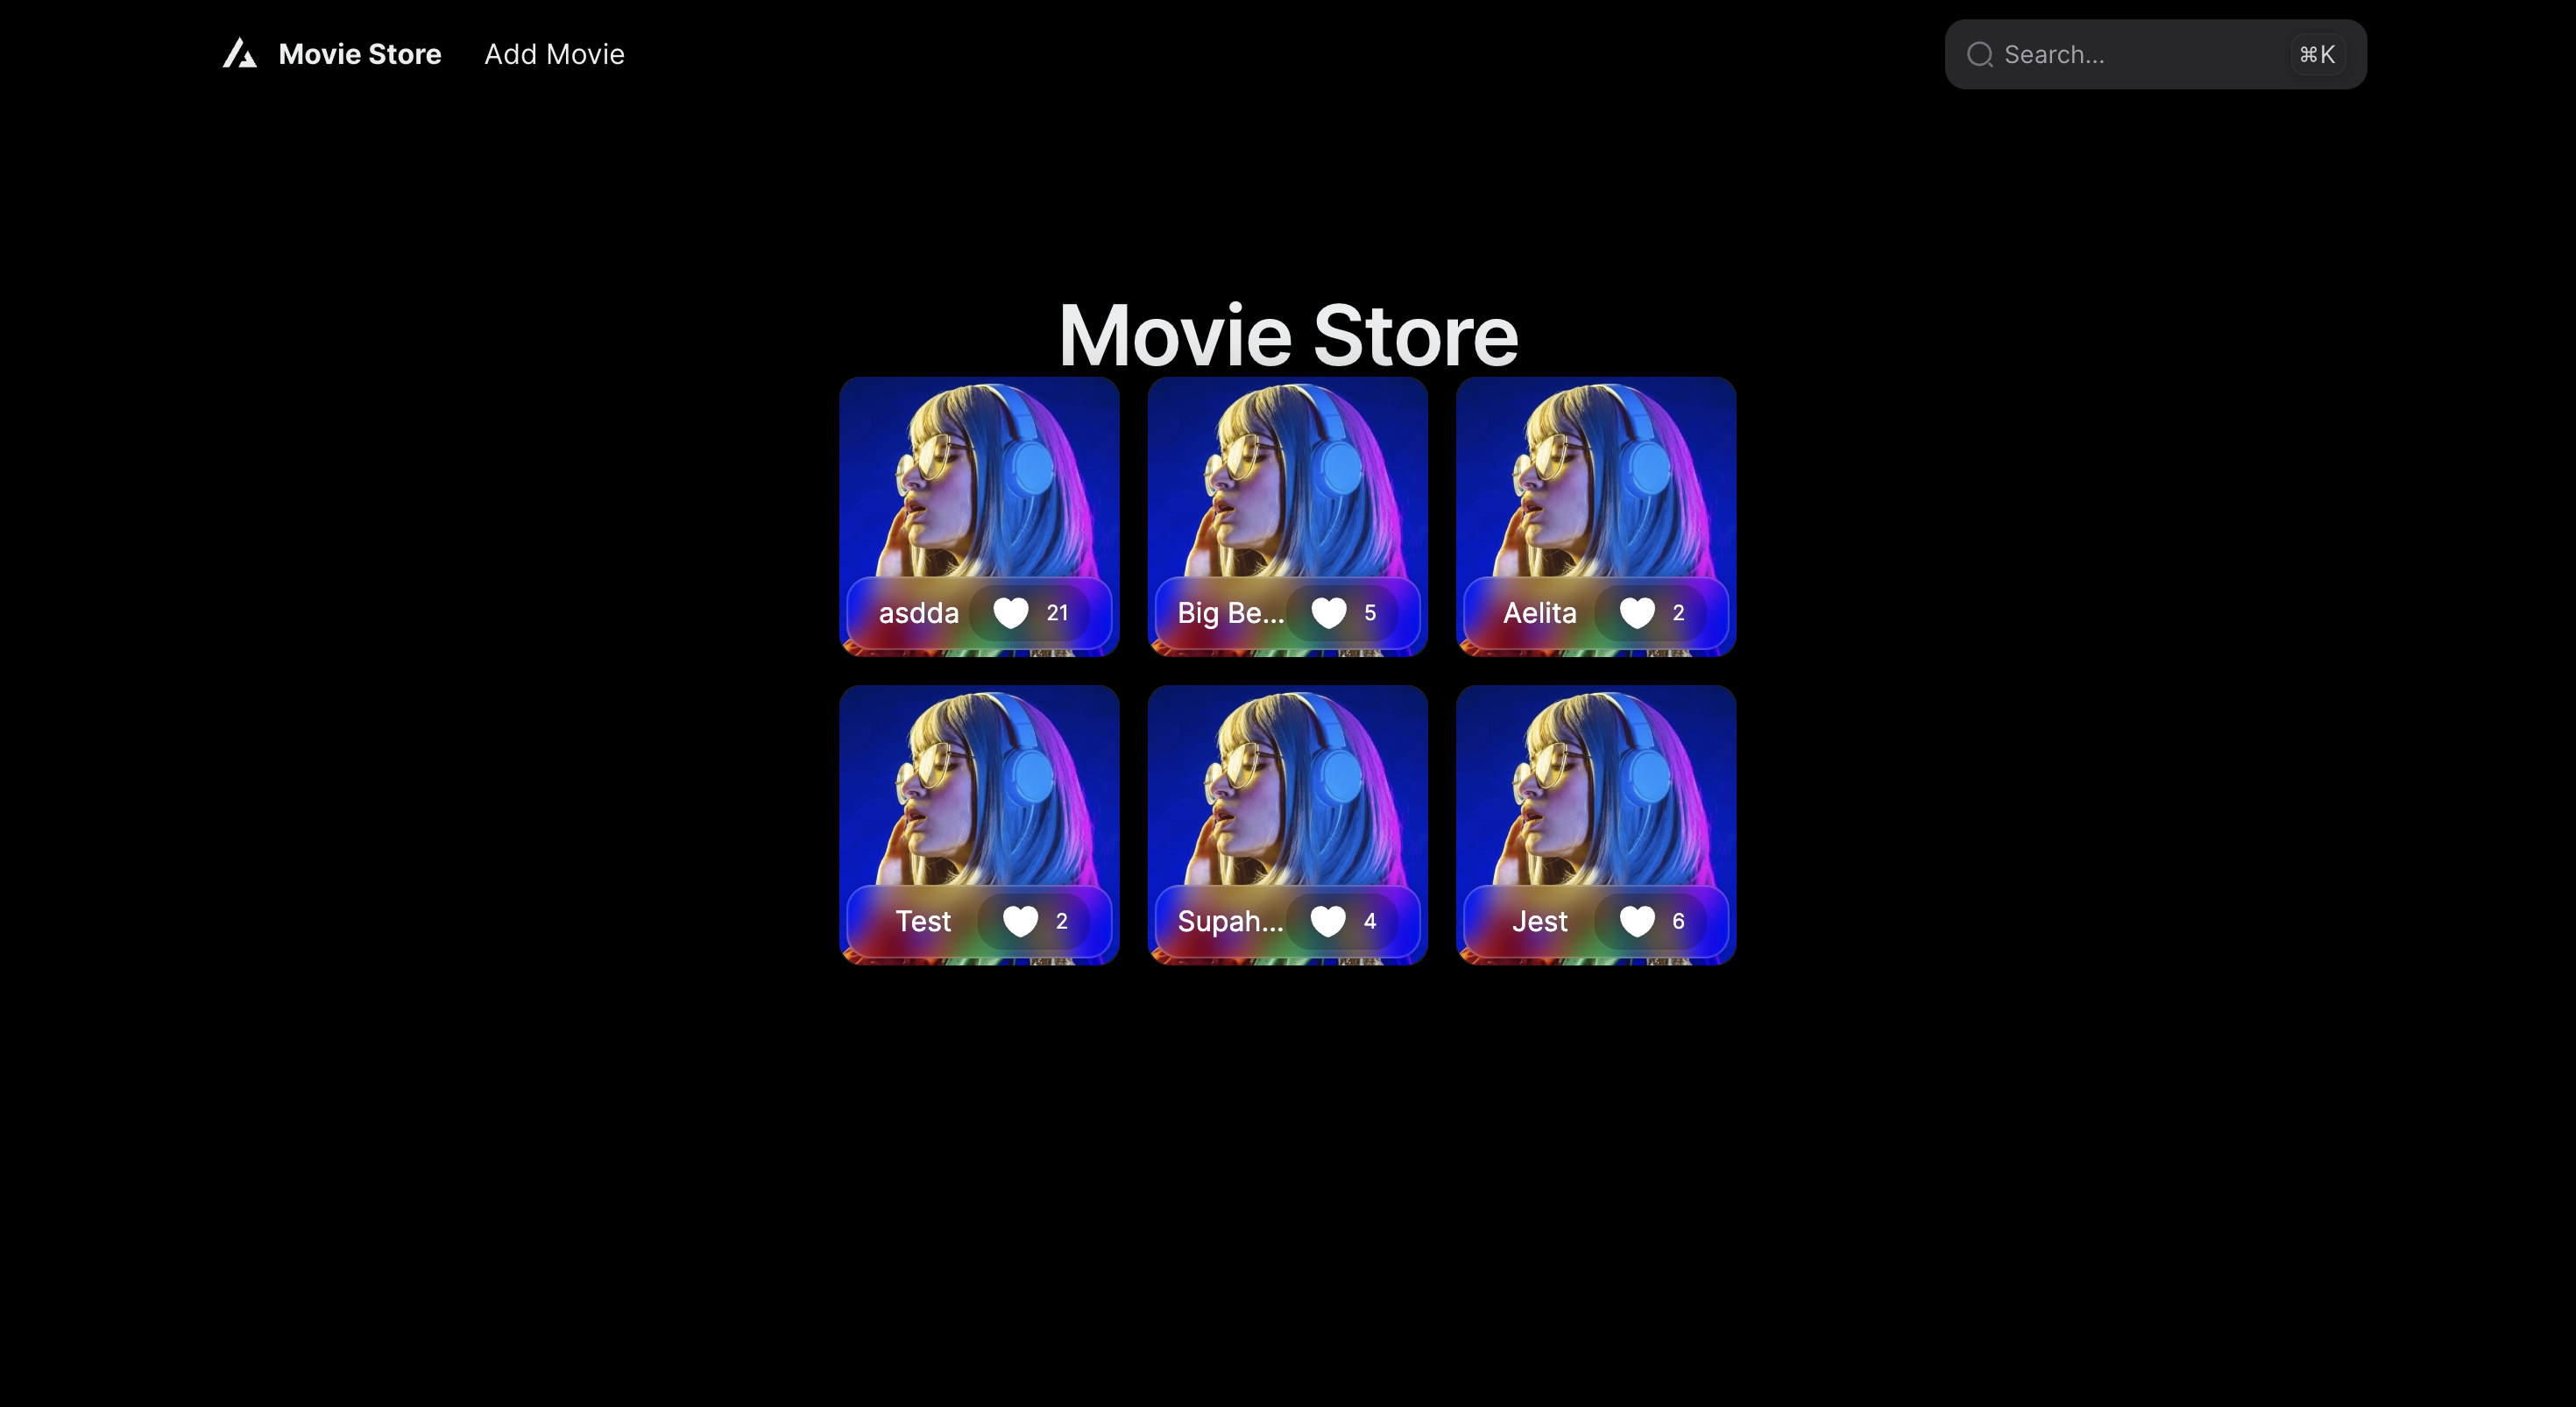 Movie Store Add Movie Search... ⌘K
Movie Store
asdda 21 Big Be... 5 Aelita 2
Test 2 Supah... 4 Jest 6